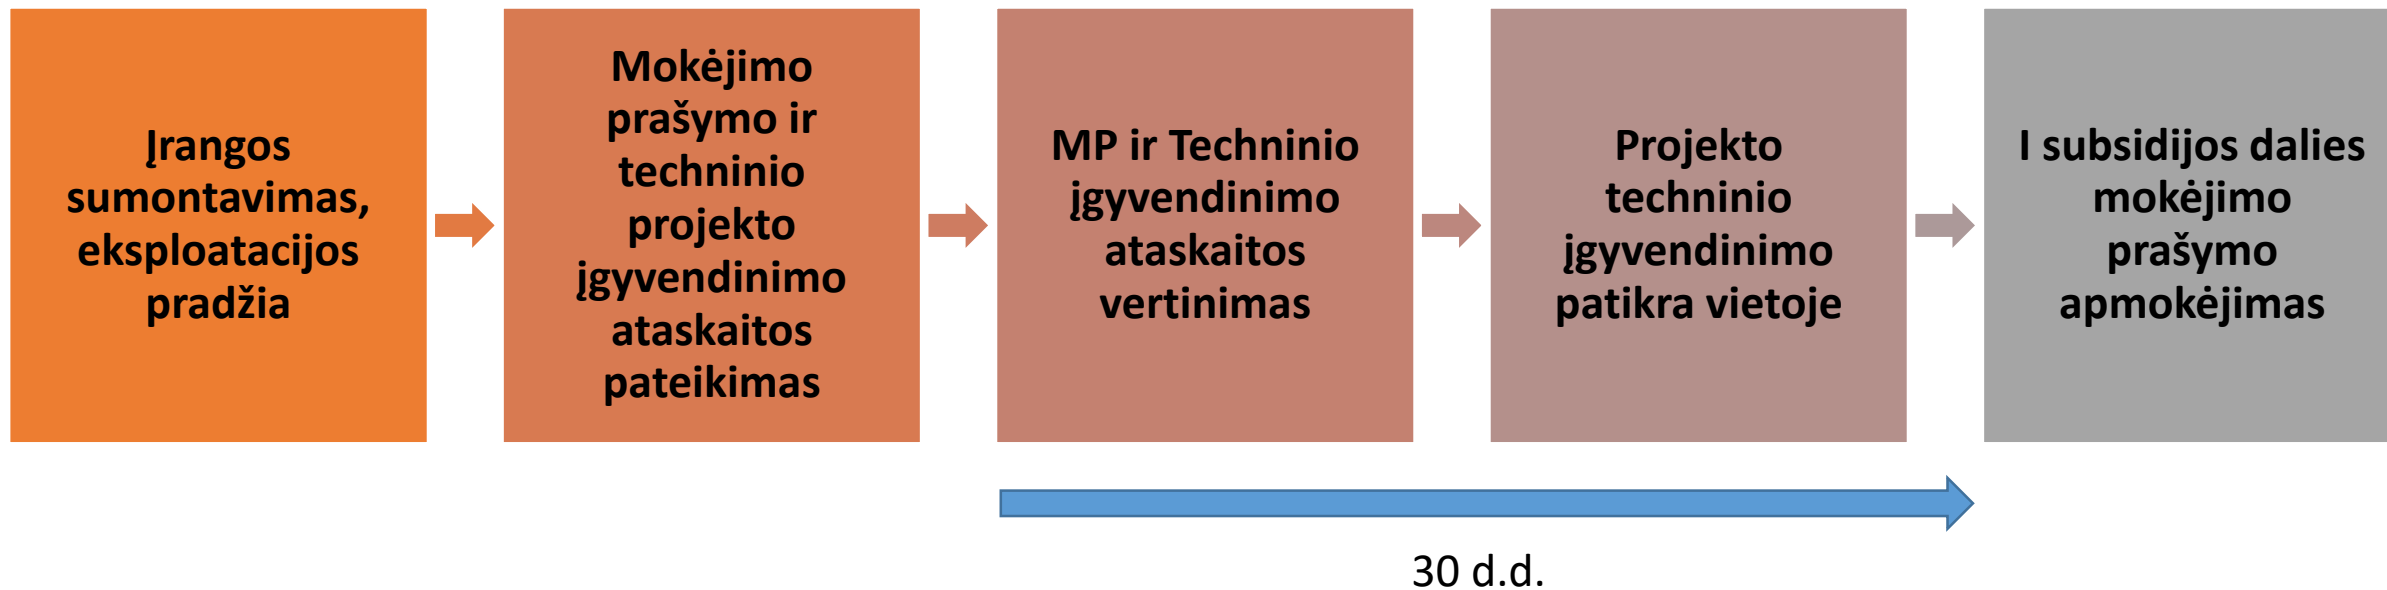 Įrangos
sumontavimas,
eksploatacijos
pradžia
Mokėjimo
prašymo ir
techninio
projekto
įgyvendinimo
ataskaitos
pateikimas
MP ir Techninio
įgyvendinimo
ataskaitos
vertinimas
Projekto
techninio
įgyvendinimo
patikra vietoje
I subsidijos dalies
mokėjimo
prašymo
apmokėjimas
30 d.d.